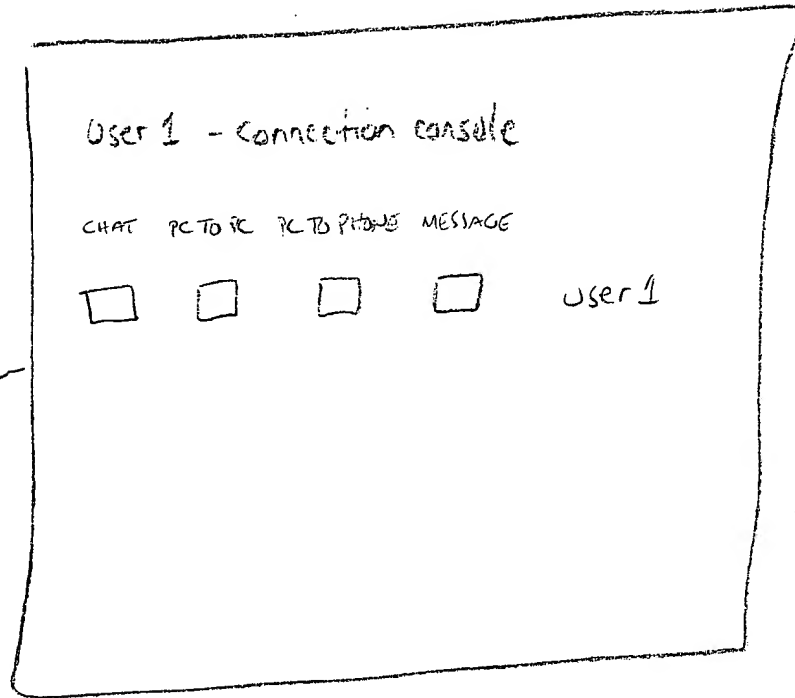 User 1 - Connection console
CHAT PC TO PC PC TO PHONE MESSAGE
user 1